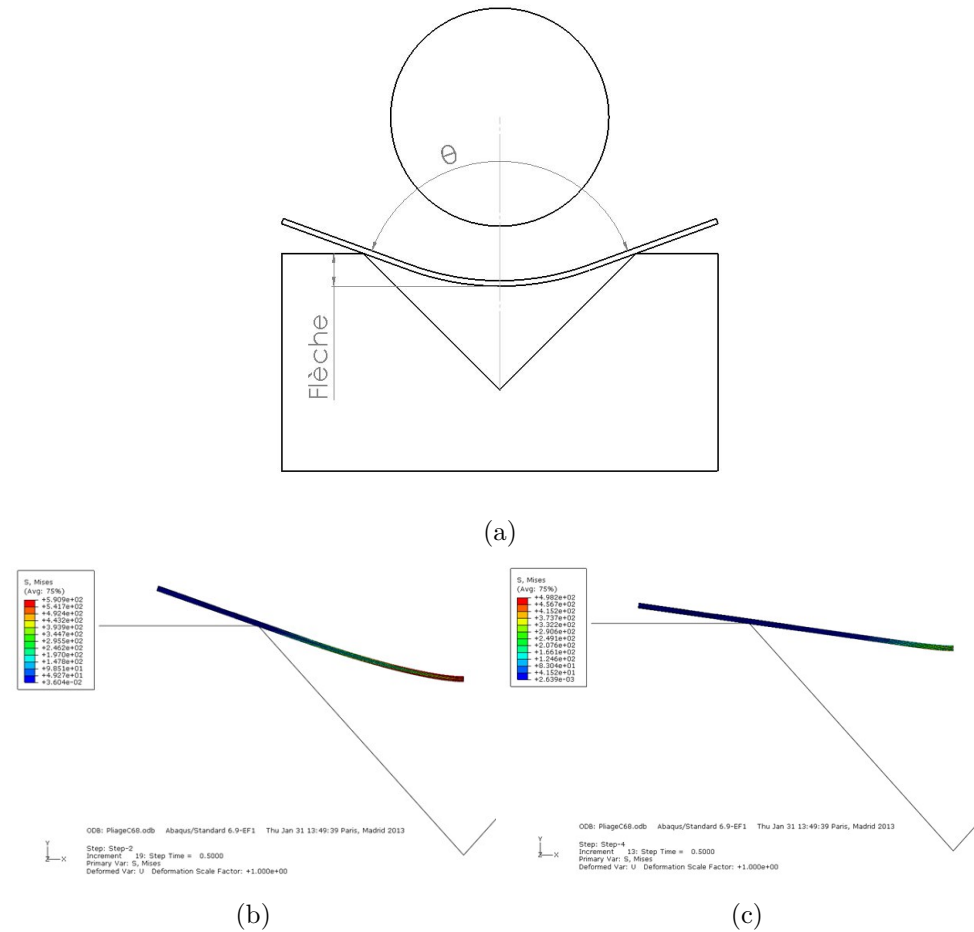 θ
Flèche
(a)
S, Mises
(Avg: 75%)
+5.909e+02
+5.417e+02
+4.924e+02
+4.432e+02
+3.939e+02
+3.447e+02
+2.955e+02
+2.462e+02
+1.970e+02
+1.478e+02
+9.851e+01
+4.927e+01
+3.604e-02
ODB: PliageC68.odb Abaqus/Standard 6.9-EF1 Thu Jan 31 13:49:39 Paris, Madrid 2013
Step: Step-2
Increment 19: Step Time = 0.5000
Primary Var: S, Mises
Deformed Var: U Deformation Scale Factor: +1.000e+00
Y
Z X
(b)
S, Mises
(Avg: 75%)
+4.982e+02
+4.567e+02
+4.152e+02
+3.737e+02
+3.322e+02
+2.906e+02
+2.491e+02
+2.076e+02
+1.661e+02
+1.246e+02
+8.304e+01
+4.152e+01
+2.639e-03
ODB: PliageC68.odb Abaqus/Standard 6.9-EF1 Thu Jan 31 13:49:39 Paris, Madrid 2013
Step: Step-4
Increment 13: Step Time = 0.5000
Primary Var: S, Mises
Deformed Var: U Deformation Scale Factor: +1.000e+00
Y
Z X
(c)